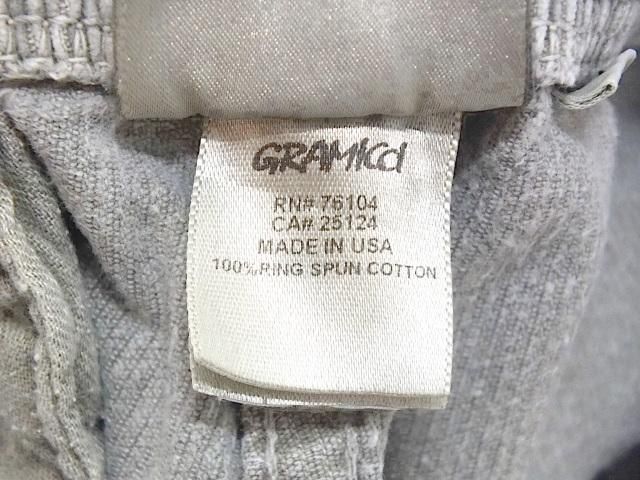 GRAMICCI
RN# 76104
CA# 25124
MADE IN USA
100% RING SPUN COTTON